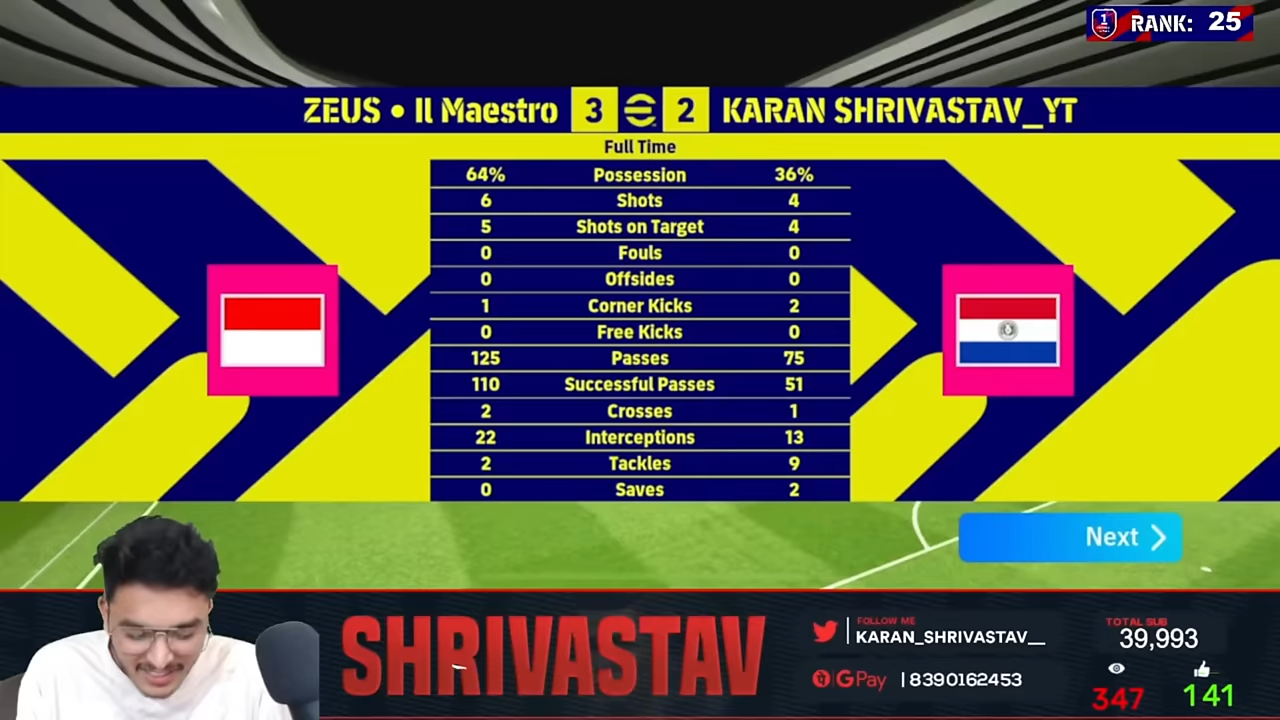 1 RANK: 25
ZEUS • Il Maestro 3 2 KARAN SHRIVASTAV_YT
Full Time
64% Possession 36%
6 Shots 4
5 Shots on Target 4
0 Fouls 0
0 Offsides 0
1 Corner Kicks 2
0 Free Kicks 0
125 Passes 75
110 Successful Passes 51
2 Crosses 1
22 Interceptions 13
2 Tackles 9
0 Saves 2
Next
SHRIVASTAV
FOLLOW ME
KARAN_SHRIVASTAV__
GPay | 8390162453
TOTAL SUB
39,993
347 141